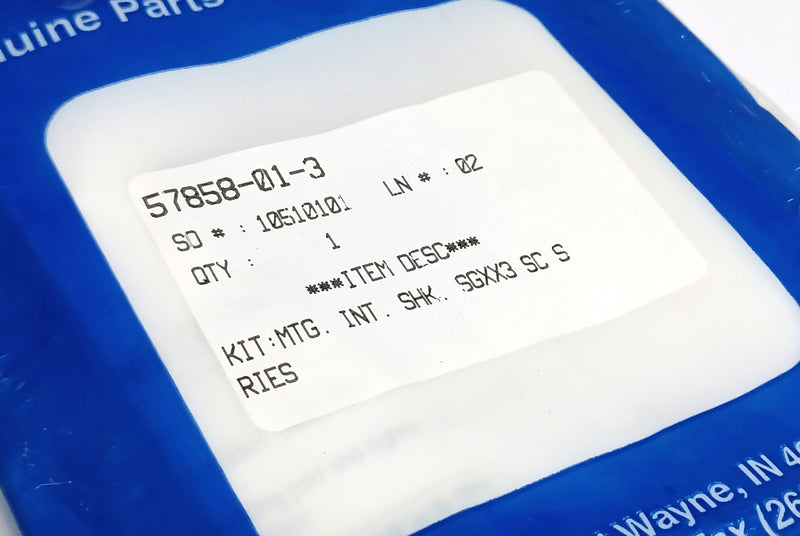 uine Parts
57858-01-3
SO # : 10510101 LN # : 02
QTY : 1
***ITEM DESC***
KIT:MTG. INT. SHK. SGXX3 SC S
RIES
Wayne, IN 4
(26